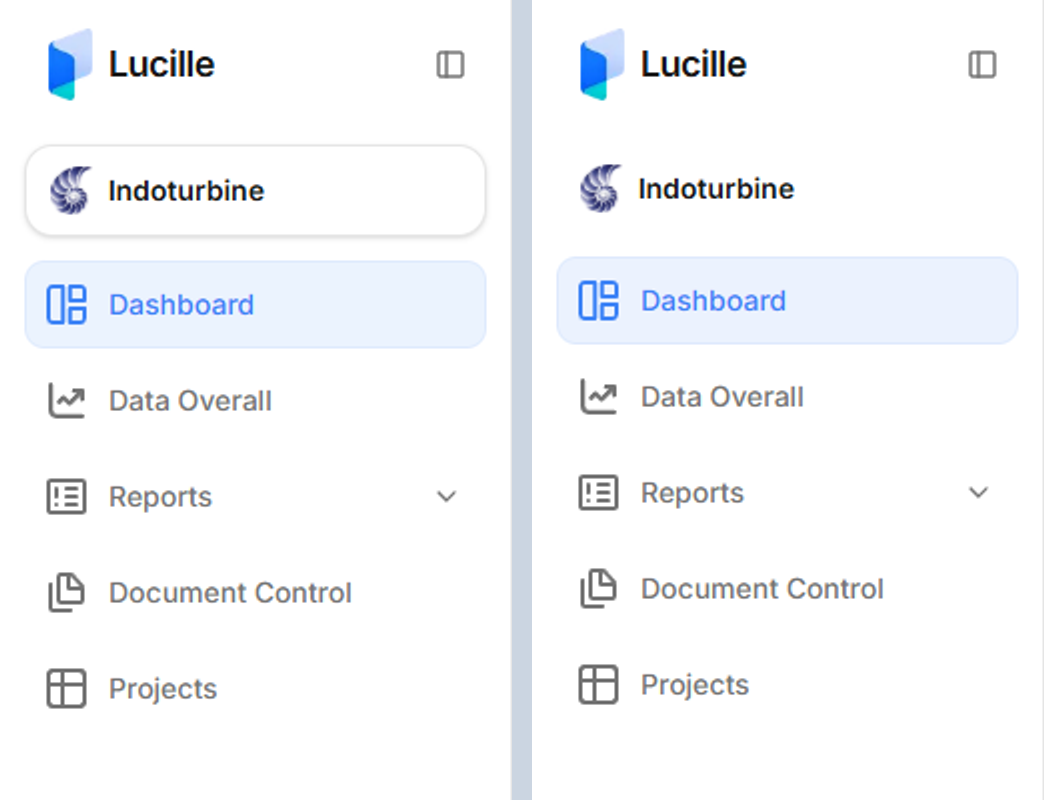 Lucille
Indoturbine
Dashboard
Data Overall
Reports
Document Control
Projects
Lucille
Indoturbine
Dashboard
Data Overall
Reports
Document Control
Projects